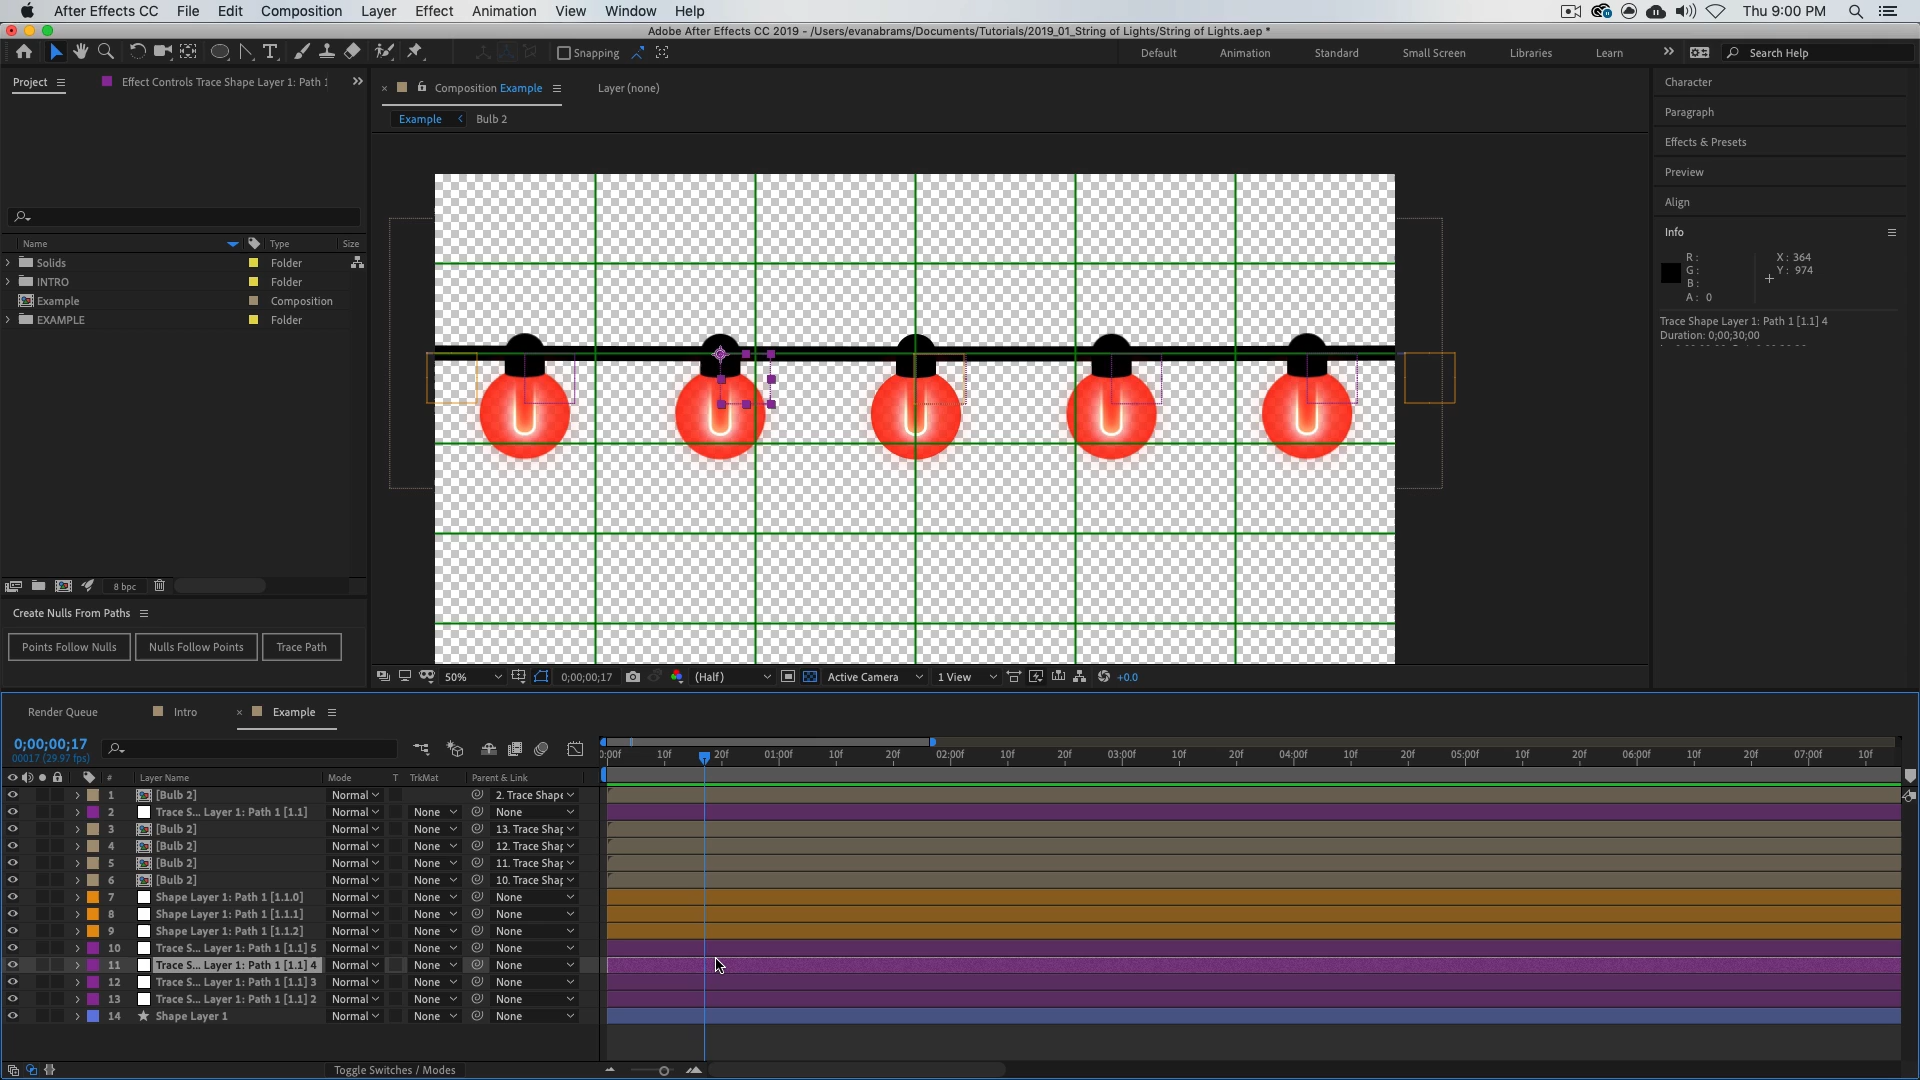 After Effects CC File Edit Composition Layer Effect Animation View Window Help Thu 9:00 PM
Adobe After Effects CC 2019 - /Users/evanabrams/Documents/Tutorials/2019_01_String of Lights/String of Lights.aep *
Snapping Default Animation Standard Small Screen Libraries Learn Search Help
Project Effect Controls Trace Shape Layer 1: Path 1
Composition Example Layer (none)
Example Bulb 2
Name Type Size
Solids Folder
INTRO Folder
Example Composition
EXAMPLE Folder
8 bpc
Create Nulls From Paths
Points Follow Nulls Nulls Follow Points Trace Path
50% 0;00;00;17 (Half) Active Camera 1 View +0.0
Character
Paragraph
Effects & Presets
Preview
Align
Info
R :
G :
B :
A : 0
X : 364
Y : 974
Trace Shape Layer 1: Path 1 [1.1] 4
Duration: 0;00;30;00
Render Queue Intro Example
0;00;00;17
00017 (29.97 fps)
:00f 10f 20f 01:00f 10f 20f 02:00f 10f 20f 03:00f 10f 20f 04:00f 10f 20f 05:00f 10f 20f 06:00f 10f 20f 07:00f 10f
# Layer Name Mode T TrkMat Parent & Link
1 [Bulb 2] Normal 2. Trace Shape
2 Trace S... Layer 1: Path 1 [1.1] Normal None None
3 [Bulb 2] Normal None 13. Trace Shap
4 [Bulb 2] Normal None 12. Trace Shap
5 [Bulb 2] Normal None 11. Trace Shap
6 [Bulb 2] Normal None 10. Trace Shap
7 Shape Layer 1: Path 1 [1.1.0] Normal None None
8 Shape Layer 1: Path 1 [1.1.1] Normal None None
9 Shape Layer 1: Path 1 [1.1.2] Normal None None
10 Trace S... Layer 1: Path 1 [1.1] 5 Normal None None
11 Trace S... Layer 1: Path 1 [1.1] 4 Normal None None
12 Trace S... Layer 1: Path 1 [1.1] 3 Normal None None
13 Trace S... Layer 1: Path 1 [1.1] 2 Normal None None
14 Shape Layer 1 Normal None None
Toggle Switches / Modes